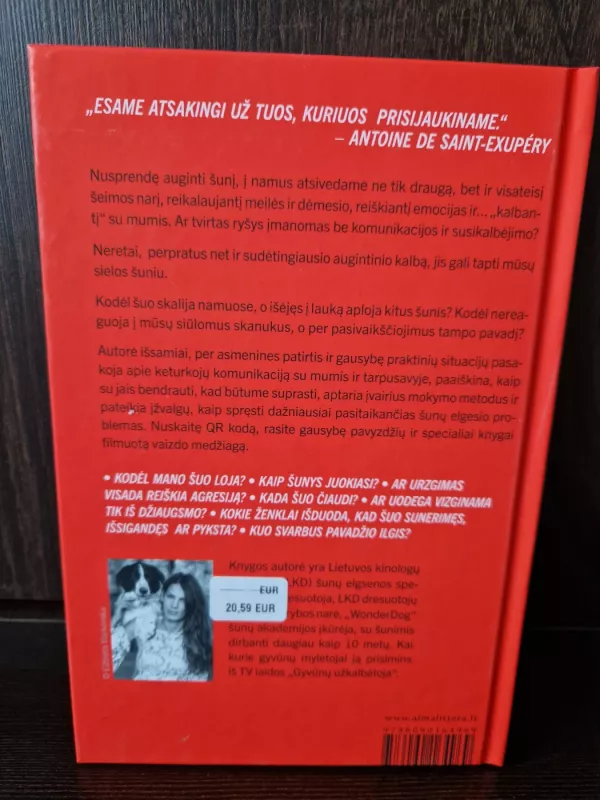 „ESAME ATSAKINGI UŽ TUOS, KURIUOS PRISIJAUKINAME.“
– ANTOINE DE SAINT-EXUPÉRY
Nusprendę auginti šunį, į namus atsivedame ne tik draugą, bet ir visateisį
šeimos narį, reikalaujantį meilės ir dėmesio, reiškiantį emocijas ir... „kalban-
tį“ su mumis. Ar tvirtas ryšys įmanomas be komunikacijos ir susikalbėjimo?
Neretai, perpratus net ir sudėtingiausio augintinio kalbą, jis gali tapti mūsų
sielos šuniu.
Kodėl šuo skalija namuose, o išėjęs į lauką aploja kitus šunis? Kodėl nerea-
guoja į mūsų siūlomus skanukus, o per pasivaikščiojimus tampo pavadį?
Autorė išsamiai, per asmenines patirtis ir gausybę praktinių situacijų pasa-
koja apie keturkojų komunikaciją su mumis ir tarpusavyje, paaiškina, kaip
su jais bendrauti, kad būtume suprasti, aptaria įvairius mokymo metodus ir
pateikia įžvalgų, kaip spręsti dažniausiai pasitaikančias šunų elgesio pro-
blemas. Nuskaitę QR kodą, rasite gausybę pavyzdžių ir specialiai knygai
filmuotą vaizdo medžiagą.
• KODĖL MANO ŠUO LOJA? • KAIP ŠUNYS JUOKIASI? • AR URZGIMAS
VISADA REIŠKIA AGRESIJĄ? • KADA ŠUO ČIAUDI? • AR UODEGA VIZGINAMA
TIK IŠ DŽIAUGSMO? • KOKIE ŽENKLAI IŠDUODA, KAD ŠUO SUNERIMĘS,
IŠSIGANDĘS AR PYKSTA? • KUO SVARBUS PAVADŽIO ILGIS?
Knygos autorė yra Lietuvos kinologų
(LKD) šunų elgsenos spe-
dresuotoja, LKD dresuotojų
rybos narė, „WonderDog“
šunų akademijos įkūrėja, su šunimis
dirbanti daugiau kaip 10 metų. Kai
kurie gyvūnų mylėtojai ją prisimins
iš TV laidos „Gyvūnų užkalbėtoja“.
EUR
20,59 EUR
www.almalittera.lt